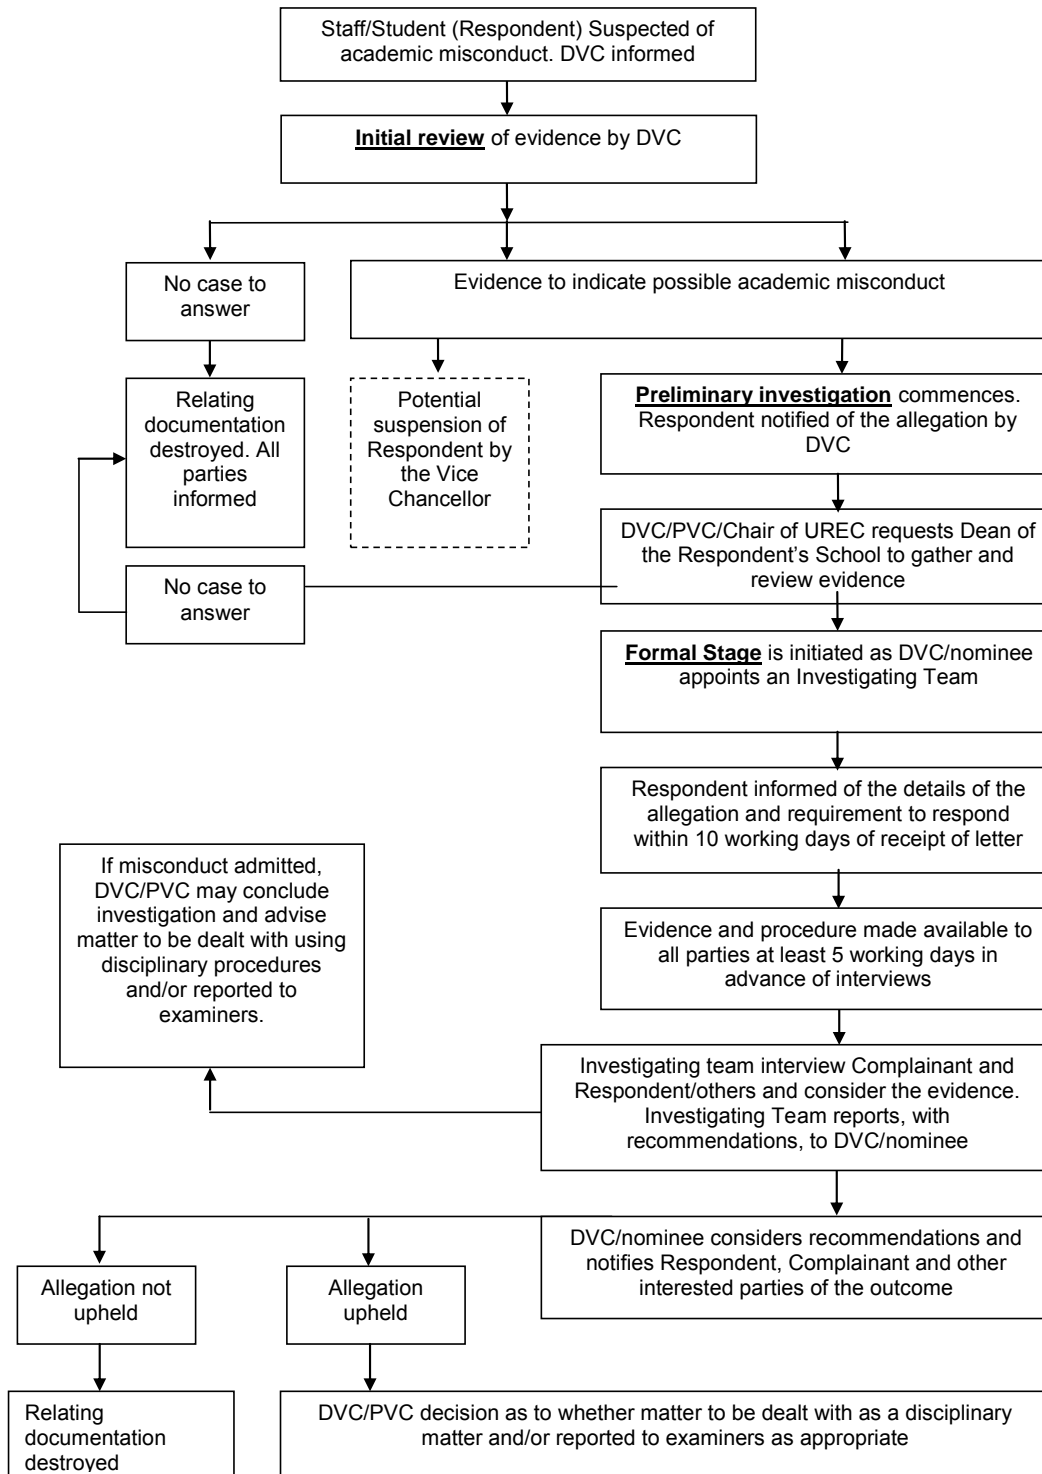 Staff/Student (Respondent) Suspected of
academic misconduct. DVC informed
Initial review of evidence by DVC
No case to
answer
Evidence to indicate possible academic misconduct
Relating
documentation
destroyed. All
parties
informed
Potential
suspension of
Respondent by
the Vice
Chancellor
Preliminary investigation commences.
Respondent notified of the allegation by
DVC
No case to
answer
DVC/PVC/Chair of UREC requests Dean of
the Respondent's School to gather and
review evidence
Formal Stage is initiated as DVC/nominee
appoints an Investigating Team
Respondent informed of the details of the
allegation and requirement to respond
within 10 working days of receipt of letter
If misconduct admitted,
DVC/PVC may conclude
investigation and advise
matter to be dealt with using
disciplinary procedures
and/or reported to
examiners.
Evidence and procedure made available to
all parties at least 5 working days in
advance of interviews
Investigating team interview Complainant and
Respondent/others and consider the evidence.
Investigating Team reports, with
recommendations, to DVC/nominee
DVC/nominee considers recommendations and
notifies Respondent, Complainant and other
interested parties of the outcome
Allegation not
upheld
Allegation
upheld
Relating
documentation
destroyed
DVC/PVC decision as to whether matter to be dealt with as a disciplinary
matter and/or reported to examiners as appropriate